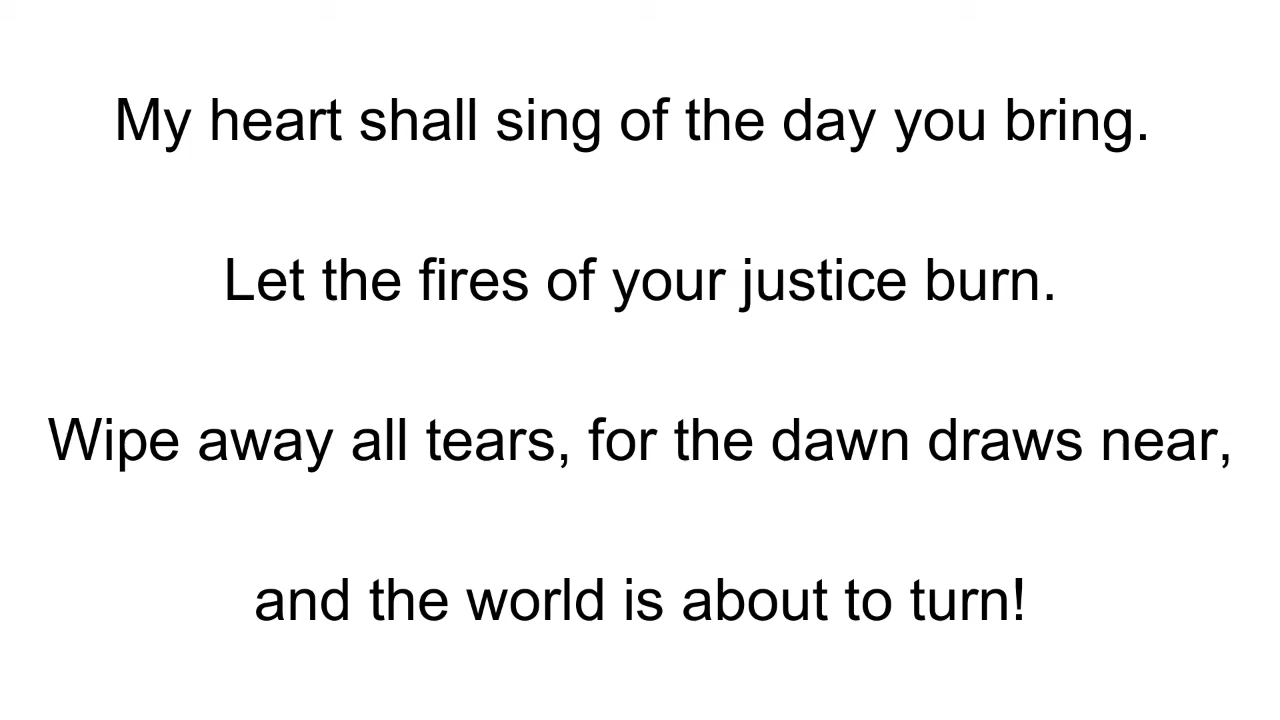 My heart shall sing of the day you bring.
Let the fires of your justice burn.
Wipe away all tears, for the dawn draws near,
and the world is about to turn!